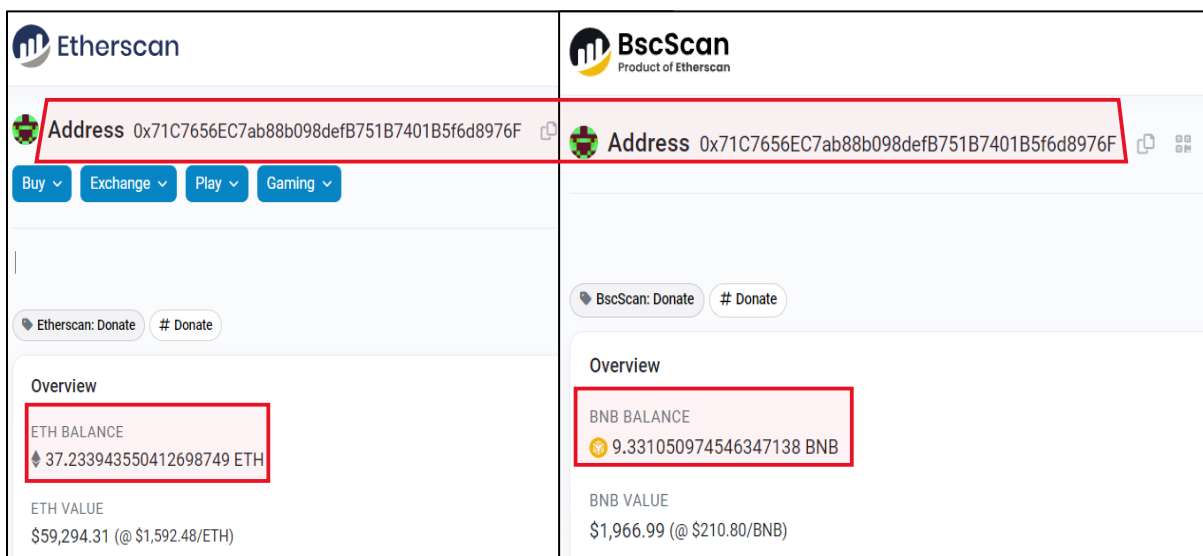 Etherscan
Address 0x71C7656EC7ab88b098defB751B7401B5f6d8976F
Buy
Exchange
Play
Gaming
Etherscan: Donate
# Donate
Overview
ETH BALANCE
37.233943550412698749 ETH
ETH VALUE
$59,294.31 (@ $1,592.48/ETH)
BscScan
Product of Etherscan
Address 0x71C7656EC7ab88b098defB751B7401B5f6d8976F
BscScan: Donate
# Donate
Overview
BNB BALANCE
9.331050974546347138 BNB
BNB VALUE
$1,966.99 (@ $210.80/BNB)